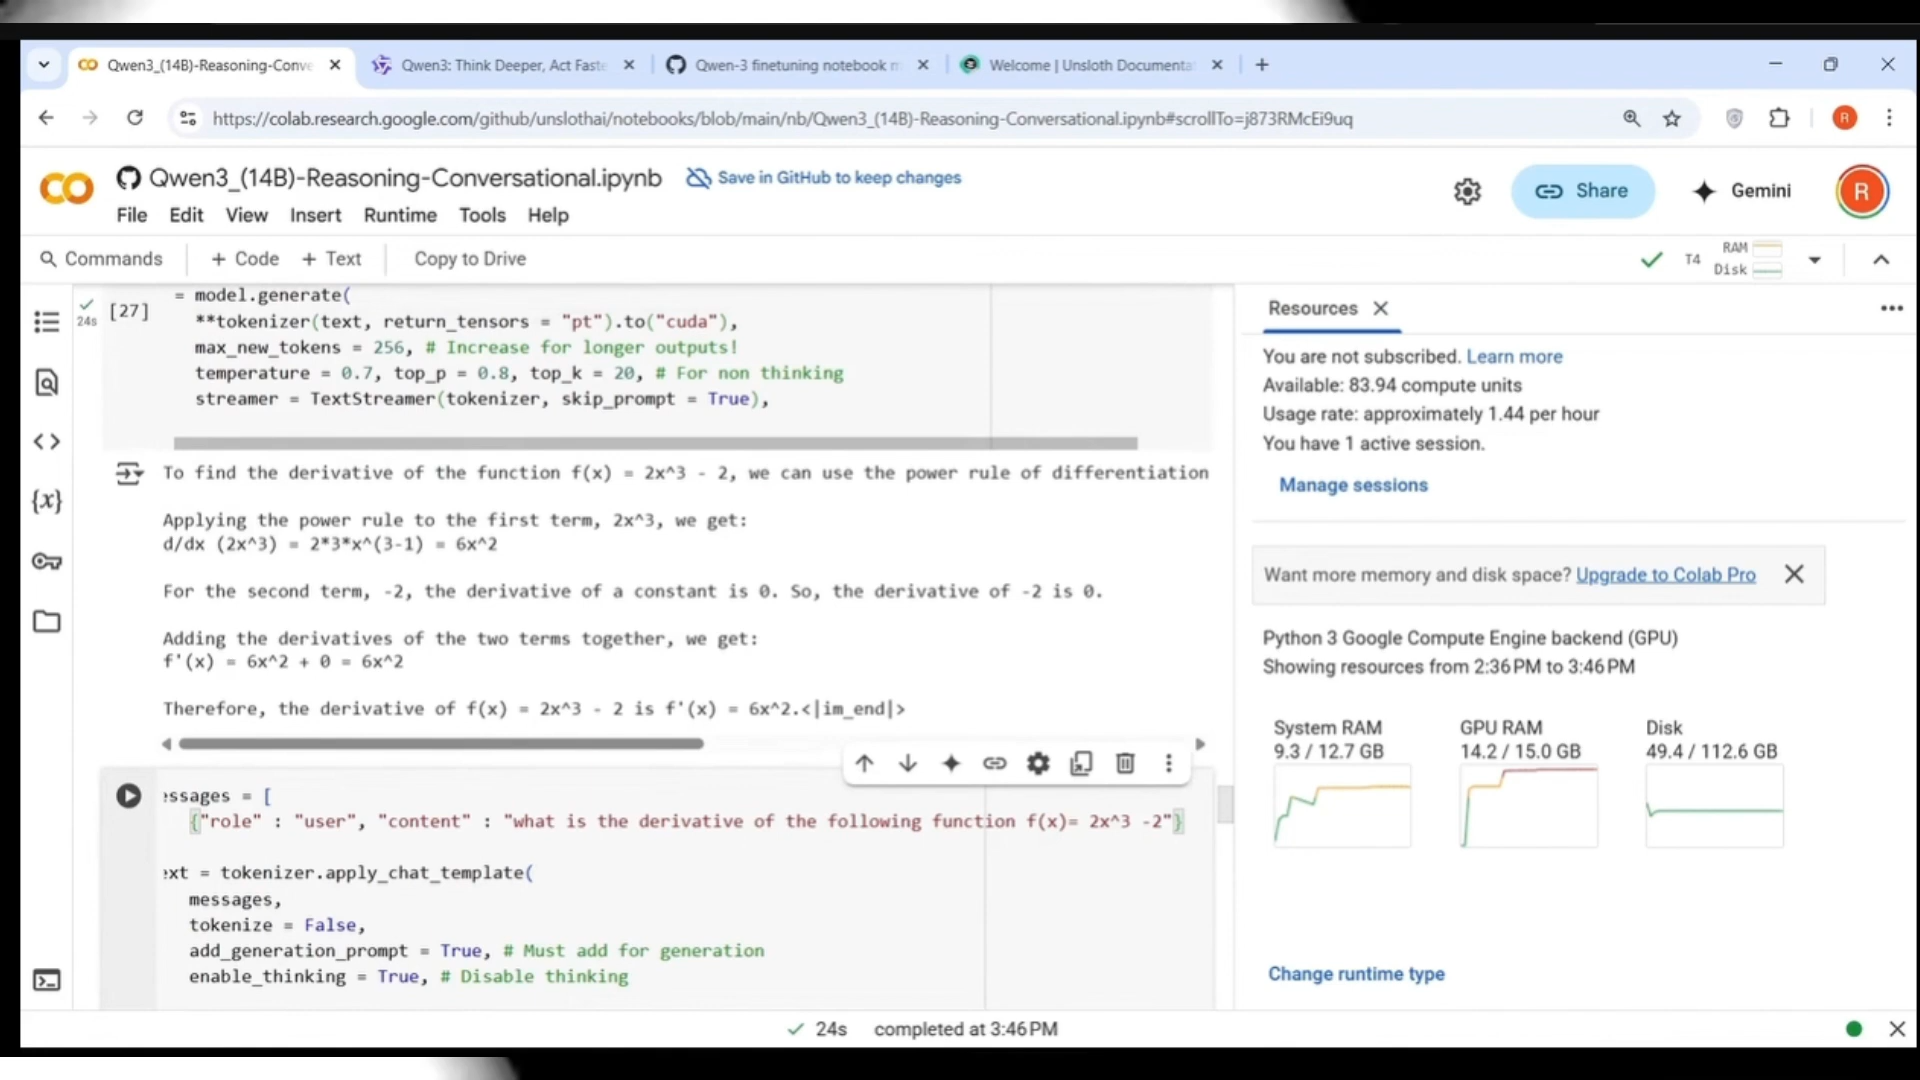 Qwen3_(14B)-Reasoning-Conve
Qwen3: Think Deeper, Act Faste
Qwen-3 finetuning notebook m
Welcome | Unsloth Documenta
https://colab.research.google.com/github/unslothai/notebooks/blob/main/nb/Qwen3_(14B)-Reasoning-Conversational.ipynb#scrollTo=j873RMcEi9uq
R
Qwen3_(14B)-Reasoning-Conversational.ipynb
Save in GitHub to keep changes
File Edit View Insert Runtime Tools Help
Share
Gemini
R
Commands
+ Code
+ Text
Copy to Drive
T4
RAM
Disk
24s
[27]
= model.generate(
**tokenizer(text, return_tensors = "pt").to("cuda"),
max_new_tokens = 256, # Increase for longer outputs!
temperature = 0.7, top_p = 0.8, top_k = 20, # For non thinking
streamer = TextStreamer(tokenizer, skip_prompt = True),
To find the derivative of the function f(x) = 2x^3 - 2, we can use the power rule of differentiation
Applying the power rule to the first term, 2x^3, we get:
d/dx (2x^3) = 2*3*x^(3-1) = 6x^2
For the second term, -2, the derivative of a constant is 0. So, the derivative of -2 is 0.
Adding the derivatives of the two terms together, we get:
f'(x) = 6x^2 + 0 = 6x^2
Therefore, the derivative of f(x) = 2x^3 - 2 is f'(x) = 6x^2.<|im_end|>
essages = [
{"role" : "user", "content" : "what is the derivative of the following function f(x)= 2x^3 -2"}
ext = tokenizer.apply_chat_template(
messages,
tokenize = False,
add_generation_prompt = True, # Must add for generation
enable_thinking = True, # Disable thinking
Resources
You are not subscribed. Learn more
Available: 83.94 compute units
Usage rate: approximately 1.44 per hour
You have 1 active session.
Manage sessions
Want more memory and disk space? Upgrade to Colab Pro
Python 3 Google Compute Engine backend (GPU)
Showing resources from 2:36 PM to 3:46 PM
System RAM
9.3 / 12.7 GB
GPU RAM
14.2 / 15.0 GB
Disk
49.4 / 112.6 GB
Change runtime type
24s completed at 3:46 PM